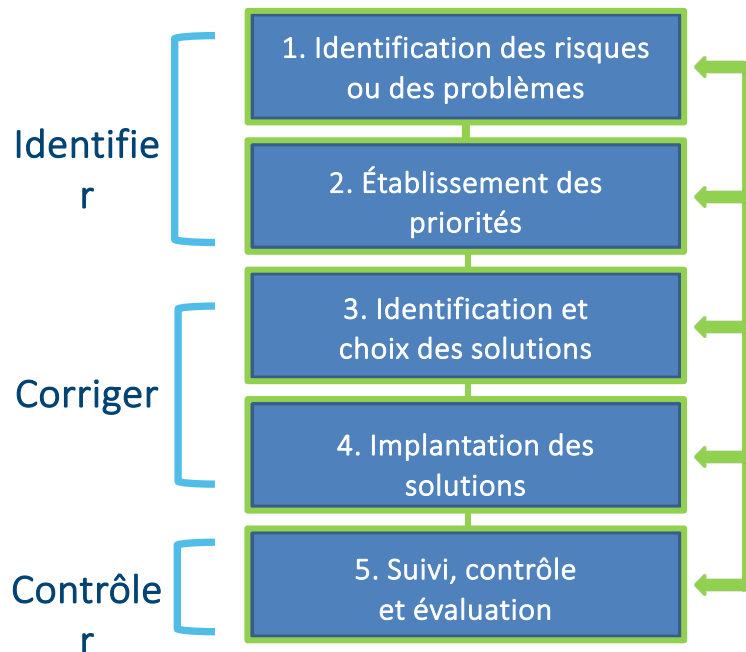 Identifie
r
1. Identification des risques
ou des problèmes
2. Établissement des
priorités
Corriger
3. Identification et
choix des solutions
4. Implantation des
solutions
Contrôle
r
5. Suivi, contrôle
et évaluation